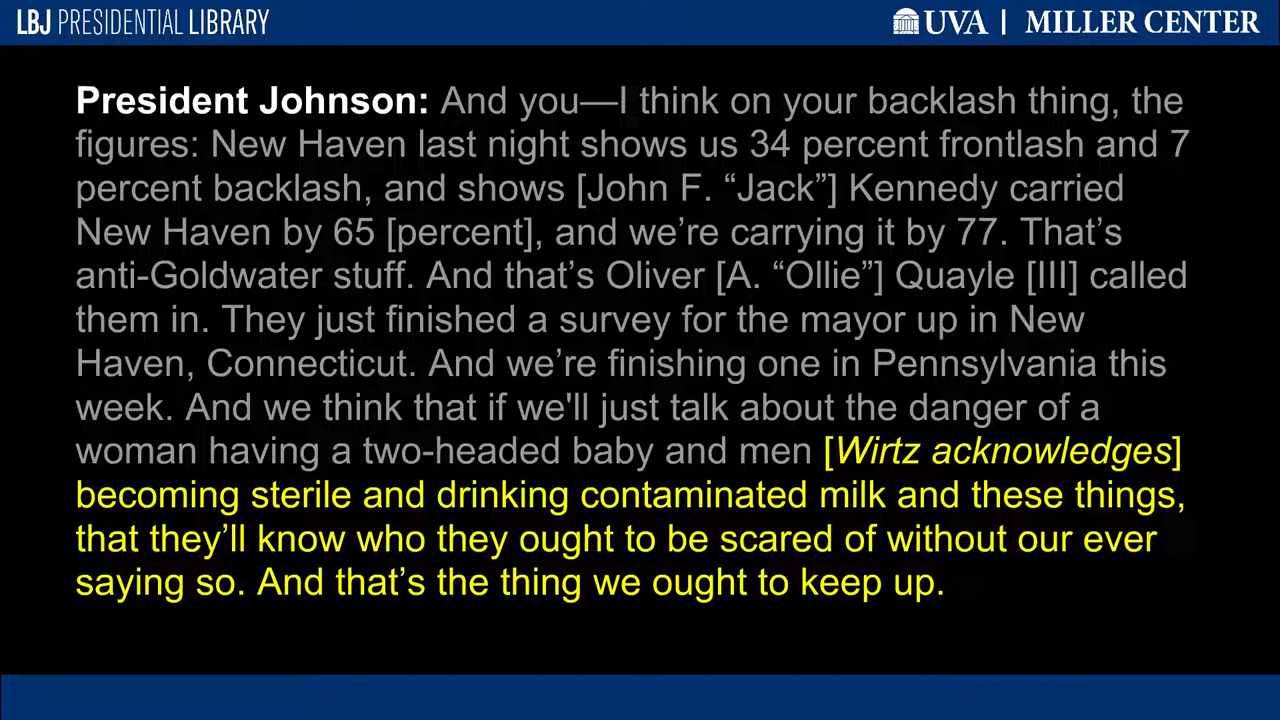 LBJ PRESIDENTIAL LIBRARY
UVA | MILLER CENTER
President Johnson: And you—I think on your backlash thing, the
figures: New Haven last night shows us 34 percent frontlash and 7
percent backlash, and shows [John F. “Jack”] Kennedy carried
New Haven by 65 [percent], and we’re carrying it by 77. That’s
anti-Goldwater stuff. And that’s Oliver [A. “Ollie”] Quayle [III] called
them in. They just finished a survey for the mayor up in New
Haven, Connecticut. And we’re finishing one in Pennsylvania this
week. And we think that if we'll just talk about the danger of a
woman having a two-headed baby and men [Wirtz acknowledges]
becoming sterile and drinking contaminated milk and these things,
that they’ll know who they ought to be scared of without our ever
saying so. And that’s the thing we ought to keep up.